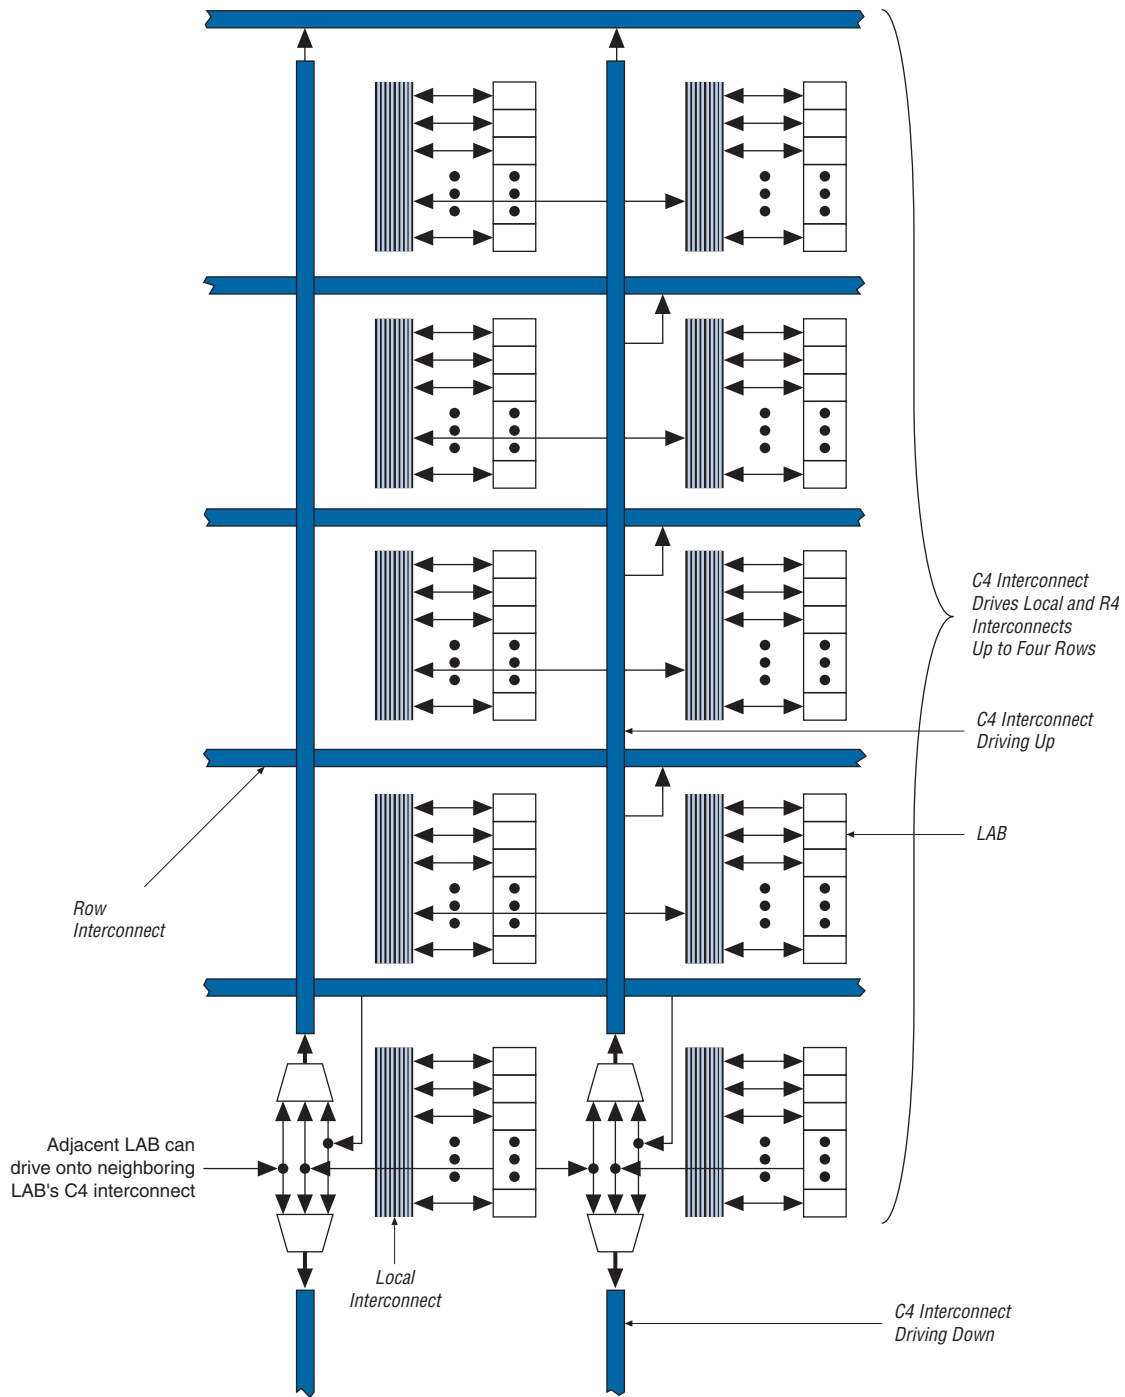 C4 Interconnect
Drives Local and R4
Interconnects
Up to Four Rows
C4 Interconnect
Driving Up
LAB
Row
Interconnect
Adjacent LAB can
drive onto neighboring
LAB's C4 interconnect
Local
Interconnect
C4 Interconnect
Driving Down